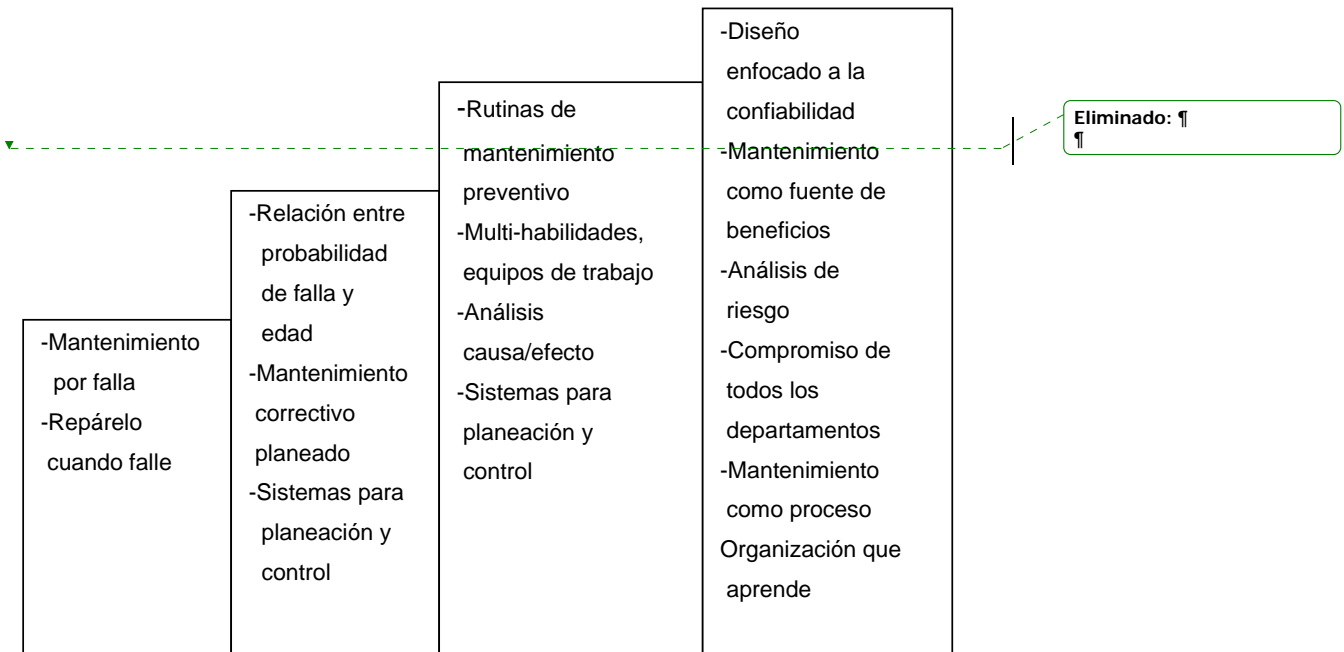 -Mantenimiento
por falla
-Repárelo
cuando falle
-Relación entre
probabilidad
de falla y
edad
-Mantenimiento
correctivo
planeado
-Sistemas para
planeación y
control
-Rutinas de
mantenimiento
preventivo
-Multi-habilidades,
equipos de trabajo
-Análisis
causa/efecto
-Sistemas para
planeación y
control
-Diseño
enfocado a la
confiabilidad
-Mantenimiento
como fuente de
beneficios
-Análisis de
riesgo
-Compromiso de
todos los
departamentos
-Mantenimiento
como proceso
Organización que
aprende
Eliminado: ¶
¶